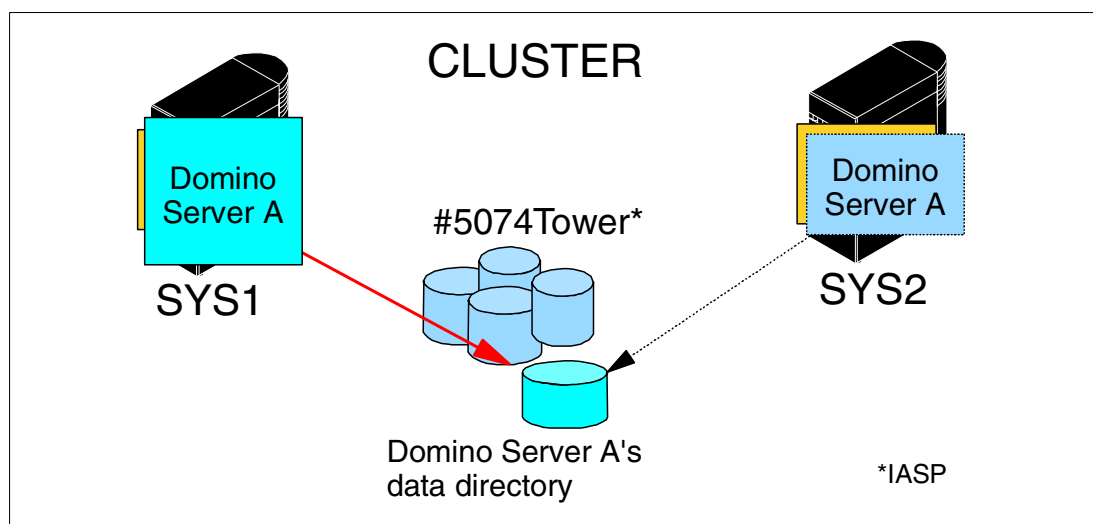 CLUSTER
Domino
Server A
Domino
Server A
#5074Tower*
SYS1
SYS2
Domino Server A's
data directory
*IASP